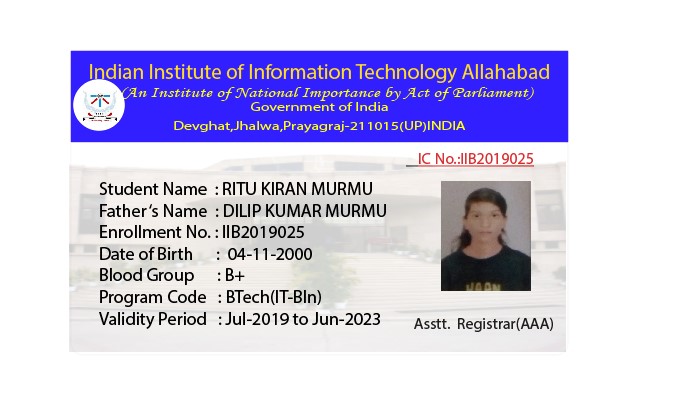 Indian Institute of Information Technology Allahabad
(An Institute of National Importance by Act of Parliament)
Government of India
Devghat,Jhalwa,Prayagraj-211015(UP)INDIA
IC No.:IIB2019025
Student Name : RITU KIRAN MURMU
Father's Name : DILIP KUMAR MURMU
Enrollment No. : IIB2019025
Date of Birth : 04-11-2000
Blood Group : B+
Program Code : BTech(IT-BIn)
Validity Period : Jul-2019 to Jun-2023
Asstt. Registrar(AAA)